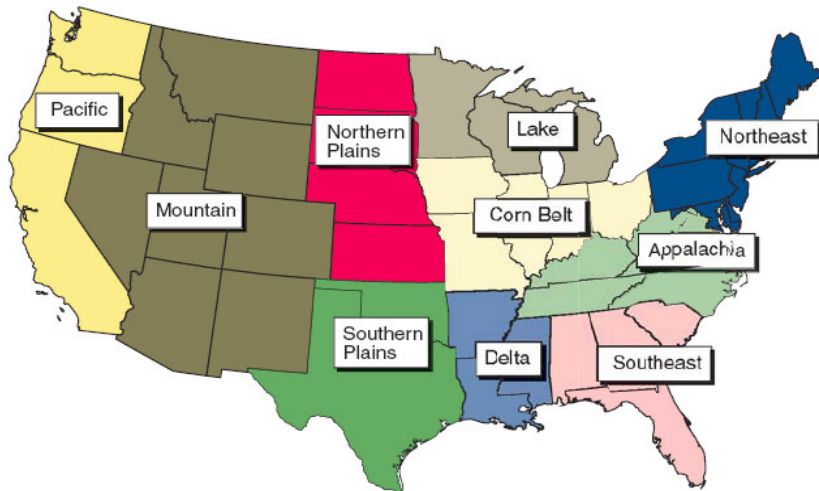 Pacific
Northern
Plains
Lake
Northeast
Mountain
Corn Belt
Appalachia
Southern
Plains
Delta
Southeast